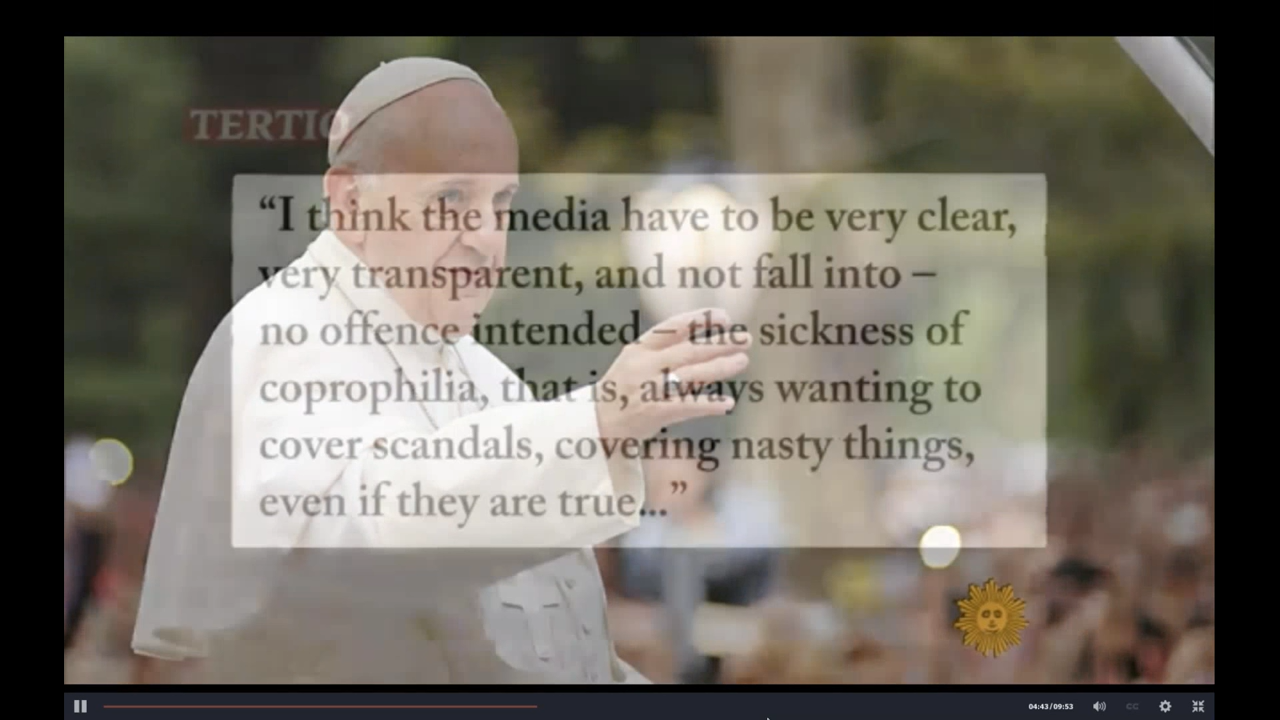 TERTIO
“I think the media have to be very clear,
very transparent, and not fall into –
no offence intended – the sickness of
coprophilia, that is, always wanting to
cover scandals, covering nasty things,
even if they are true...”
04:43/09:53
CC